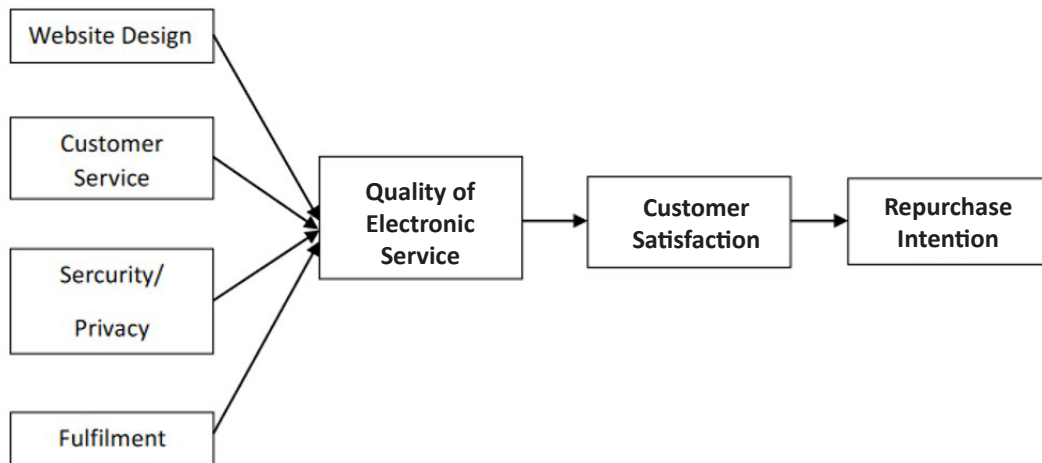 Website Design
Customer
Service
Sercurity/
Privacy
Fulfilment
Quality of
Electronic
Service
Customer
Satisfaction
Repurchase
Intention